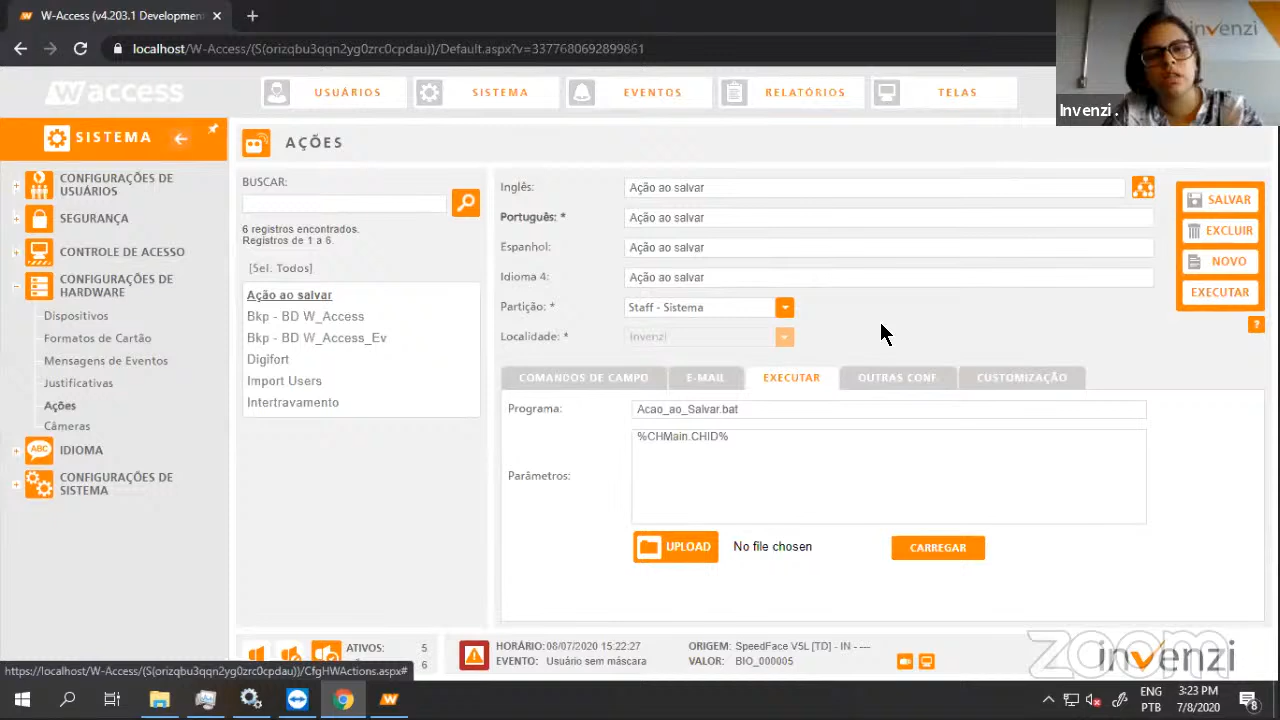 W-Access (v4.203.1 Developmen
localhost/W-Access/(S(orizqbu3qqn2yg0zrc0cpdau))/Default.aspx?v=3377680692899861
invenzi
Invenzi .
waccess
USUÁRIOS
SISTEMA
EVENTOS
RELATÓRIOS
TELAS
SISTEMA
CONFIGURAÇÕES DE USUÁRIOS
SEGURANÇA
CONTROLE DE ACESSO
CONFIGURAÇÕES DE HARDWARE
Dispositivos
Formatos de Cartão
Mensagens de Eventos
Justificativas
Ações
Câmeras
ABC
IDIOMA
CONFIGURAÇÕES DE SISTEMA
AÇÕES
BUSCAR:
6 registros encontrados.
Registros de 1 a 6.
[Sel. Todos]
Ação ao salvar
Bkp - BD W_Access
Bkp - BD W_Access_Ev
Digifort
Import Users
Intertravamento
Inglês: Ação ao salvar
Português: * Ação ao salvar
Espanhol: Ação ao salvar
Idioma 4: Ação ao salvar
Partição: * Staff - Sistema
Localidade: * Invenzi
SALVAR
EXCLUIR
NOVO
EXECUTAR
?
COMANDOS DE CAMPO E-MAIL EXECUTAR OUTRAS CONF. CUSTOMIZAÇÃO
Programa: Acao_ao_Salvar.bat
Parâmetros: %CHMain.CHID%
UPLOAD No file chosen CARREGAR
ATIVOS: 5
6
HORÁRIO: 08/07/2020 15:22:27
EVENTO: Usuário sem máscara
ORIGEM: SpeedFace V5L [TD] - IN - ---
VALOR: BIO_000005
zoom
invenzi
https://localhost/W-Access/(S(orizqbu3qqn2yg0zrc0cpdau))/CfgHWActions.aspx#
ENG
PTB
3:23 PM
7/8/2020
8